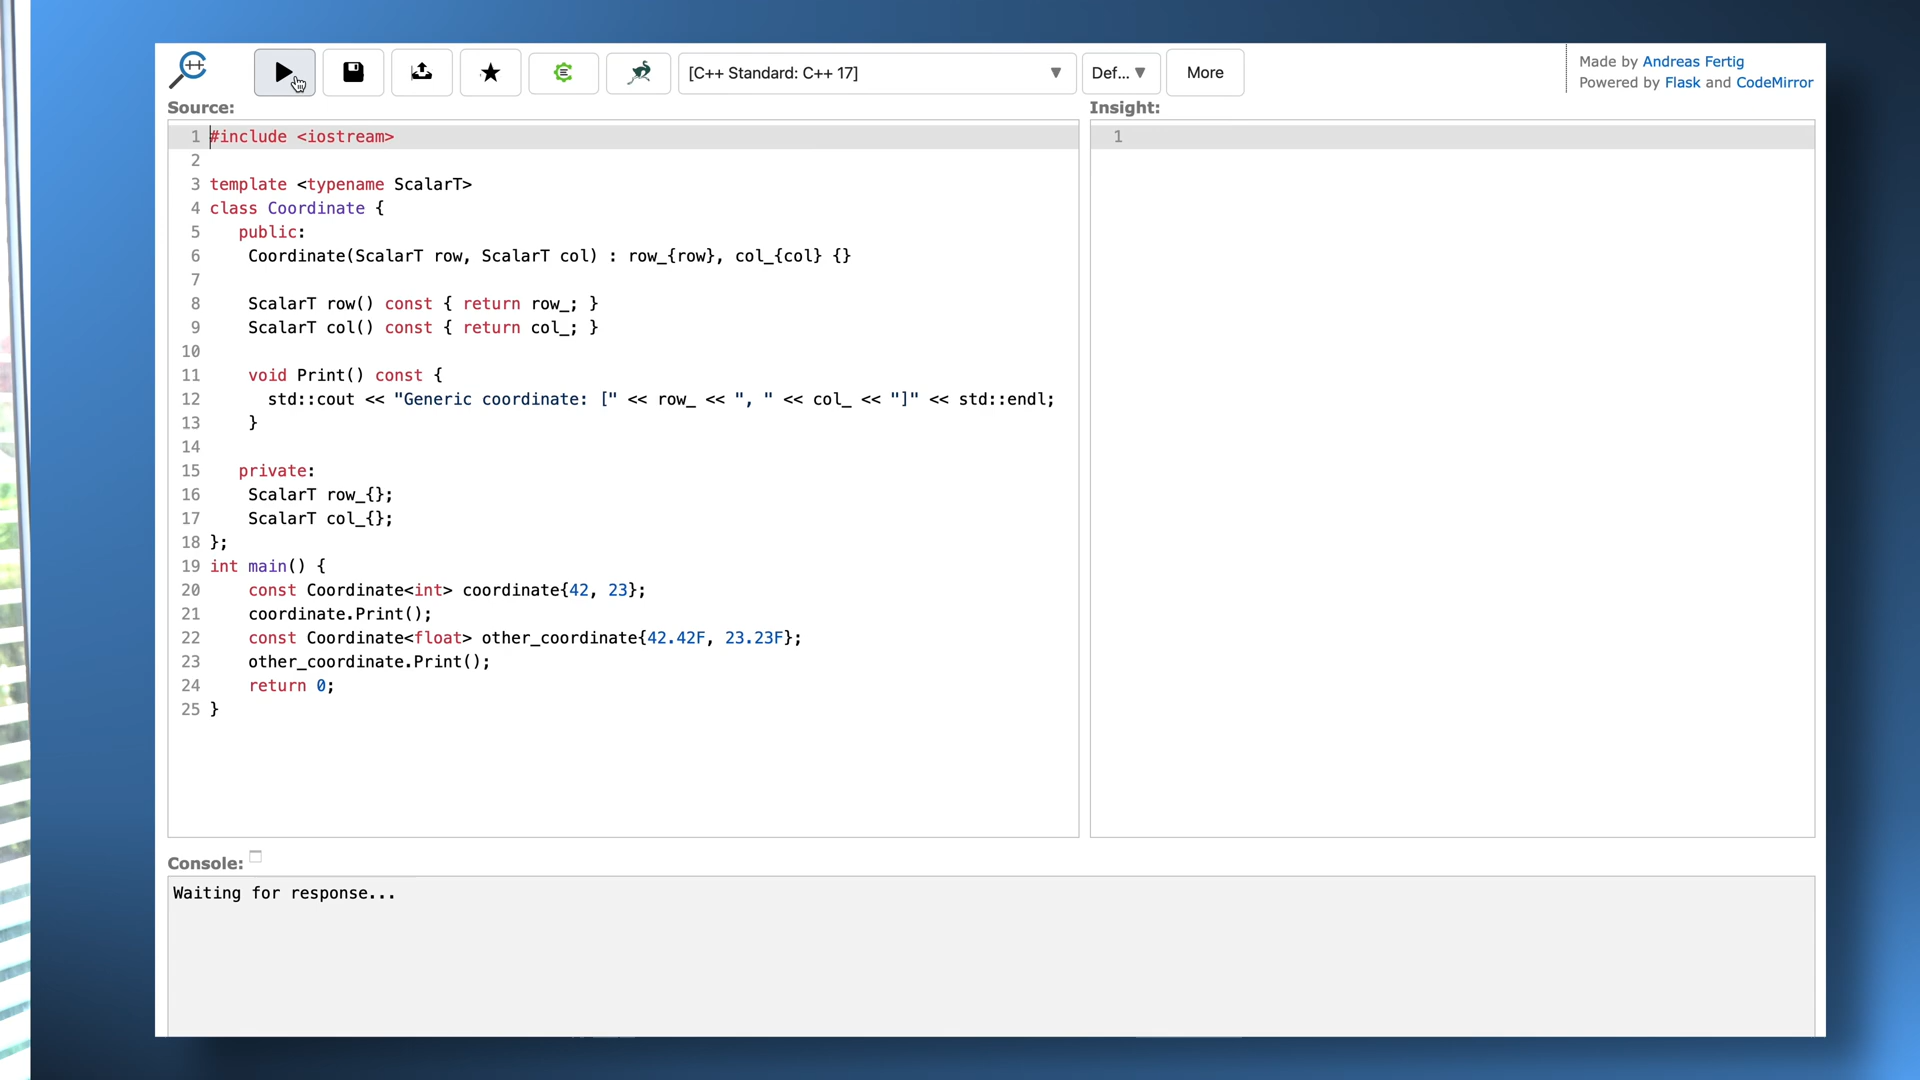 [C++ Standard: C++ 17]
Def...
More
Made by Andreas Fertig
Powered by Flask and CodeMirror
Source:
Insight:
1 #include <iostream>
2
3 template <typename ScalarT>
4 class Coordinate {
5    public:
6     Coordinate(ScalarT row, ScalarT col) : row_{row}, col_{col} {}
7
8     ScalarT row() const { return row_; }
9     ScalarT col() const { return col_; }
10
11     void Print() const {
12       std::cout << "Generic coordinate: [" << row_ << ", " << col_ << "]" << std::endl;
13     }
14
15    private:
16     ScalarT row_{};
17     ScalarT col_{};
18 };
19 int main() {
20     const Coordinate<int> coordinate{42, 23};
21     coordinate.Print();
22     const Coordinate<float> other_coordinate{42.42F, 23.23F};
23     other_coordinate.Print();
24     return 0;
25 }
1
Console:
Waiting for response...